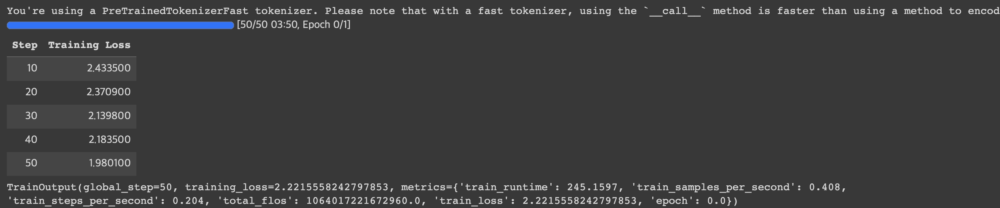 You're using a PreTrainedTokenizerFast tokenizer. Please note that with a fast tokenizer, using the `__call__` method is faster than using a method to encod
[50/50 03:50, Epoch 0/1]
Step Training Loss
10 2.433500
20 2.370900
30 2.139800
40 2.183500
50 1.980100
TrainOutput(global_step=50, training_loss=2.2215558242797853, metrics={'train_runtime': 245.1597, 'train_samples_per_second': 0.408,
'train_steps_per_second': 0.204, 'total_flos': 1064017221672960.0, 'train_loss': 2.2215558242797853, 'epoch': 0.0})